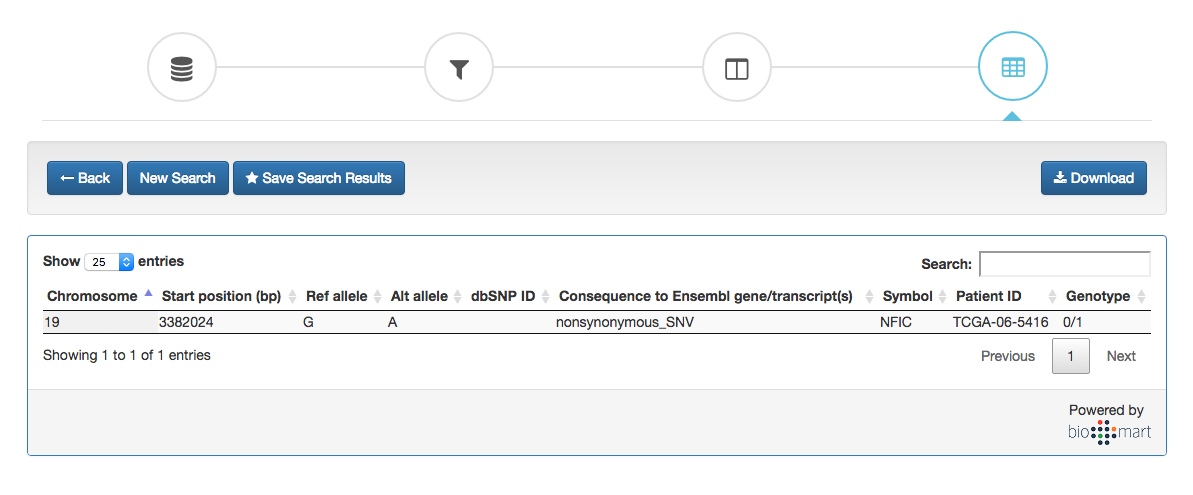 ← Back New Search ★ Save Search Results Download
Show 25 entries Search:
Chromosome Start position (bp) Ref allele Alt allele dbSNP ID Consequence to Ensembl gene/transcript(s) Symbol Patient ID Genotype
19 3382024 G A nonsynonymous_SNV NFIC TCGA-06-5416 0/1
Showing 1 to 1 of 1 entries Previous 1 Next
Powered by
bio mart